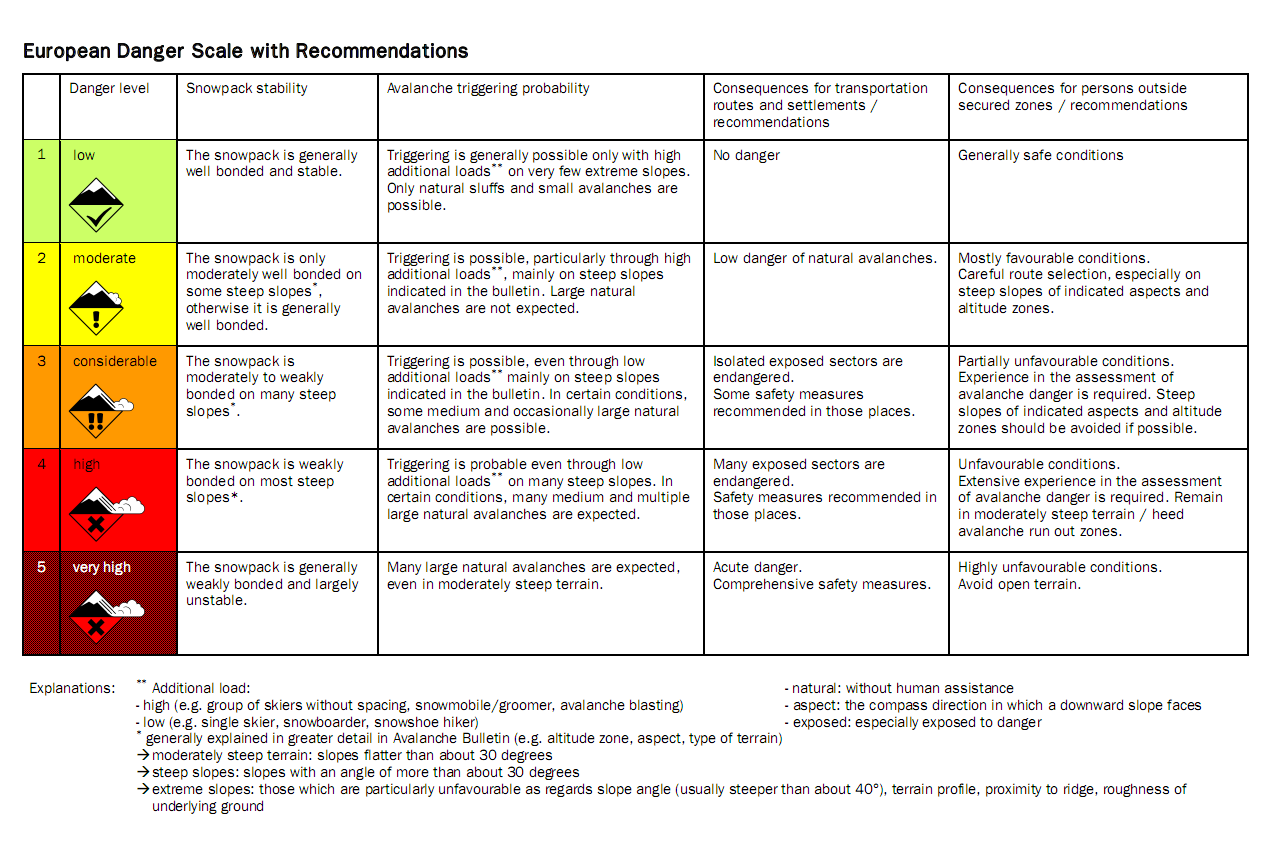 European Danger Scale with Recommendations
Danger level
Snowpack stability
Avalanche triggering probability
Consequences for transportation
routes and settlements /
recommendations
Consequences for persons outside
secured zones / recommendations
1
low
The snowpack is generally
well bonded and stable.
Triggering is generally possible only with high
additional loads** on very few extreme slopes.
Only natural sluffs and small avalanches are
possible.
No danger
Generally safe conditions
2
moderate
The snowpack is only
moderately well bonded on
some steep slopes*,
otherwise it is generally
well bonded.
Triggering is possible, particularly through high
additional loads**, mainly on steep slopes
indicated in the bulletin. Large natural
avalanches are not expected.
Low danger of natural avalanches.
Mostly favourable conditions.
Careful route selection, especially on
steep slopes of indicated aspects and
altitude zones.
3
considerable
The snowpack is
moderately to weakly
bonded on many steep
slopes*.
Triggering is possible, even through low
additional loads** mainly on steep slopes
indicated in the bulletin. In certain conditions,
some medium and occasionally large natural
avalanches are possible.
Isolated exposed sectors are
endangered.
Some safety measures
recommended in those places.
Partially unfavourable conditions.
Experience in the assessment of
avalanche danger is required. Steep
slopes of indicated aspects and altitude
zones should be avoided if possible.
4
high
The snowpack is weakly
bonded on most steep
slopes*.
Triggering is probable even through low
additional loads** on many steep slopes. In
certain conditions, many medium and multiple
large natural avalanches are expected.
Many exposed sectors are
endangered.
Safety measures recommended in
those places.
Unfavourable conditions.
Extensive experience in the assessment
of avalanche danger is required. Remain
in moderately steep terrain / heed
avalanche run out zones.
5
very high
The snowpack is generally
weakly bonded and largely
unstable.
Many large natural avalanches are expected,
even in moderately steep terrain.
Acute danger.
Comprehensive safety measures.
Highly unfavourable conditions.
Avoid open terrain.
Explanations:
** Additional load:
- high (e.g. group of skiers without spacing, snowmobile/groomer, avalanche blasting)
- low (e.g. single skier, snowboarder, snowshoe hiker)
* generally explained in greater detail in Avalanche Bulletin (e.g. altitude zone, aspect, type of terrain)
→ moderately steep terrain: slopes flatter than about 30 degrees
→ steep slopes: slopes with an angle of more than about 30 degrees
→ extreme slopes: those which are particularly unfavourable as regards slope angle (usually steeper than about 40°), terrain profile, proximity to ridge, roughness of
underlying ground
- natural: without human assistance
- aspect: the compass direction in which a downward slope faces
- exposed: especially exposed to danger